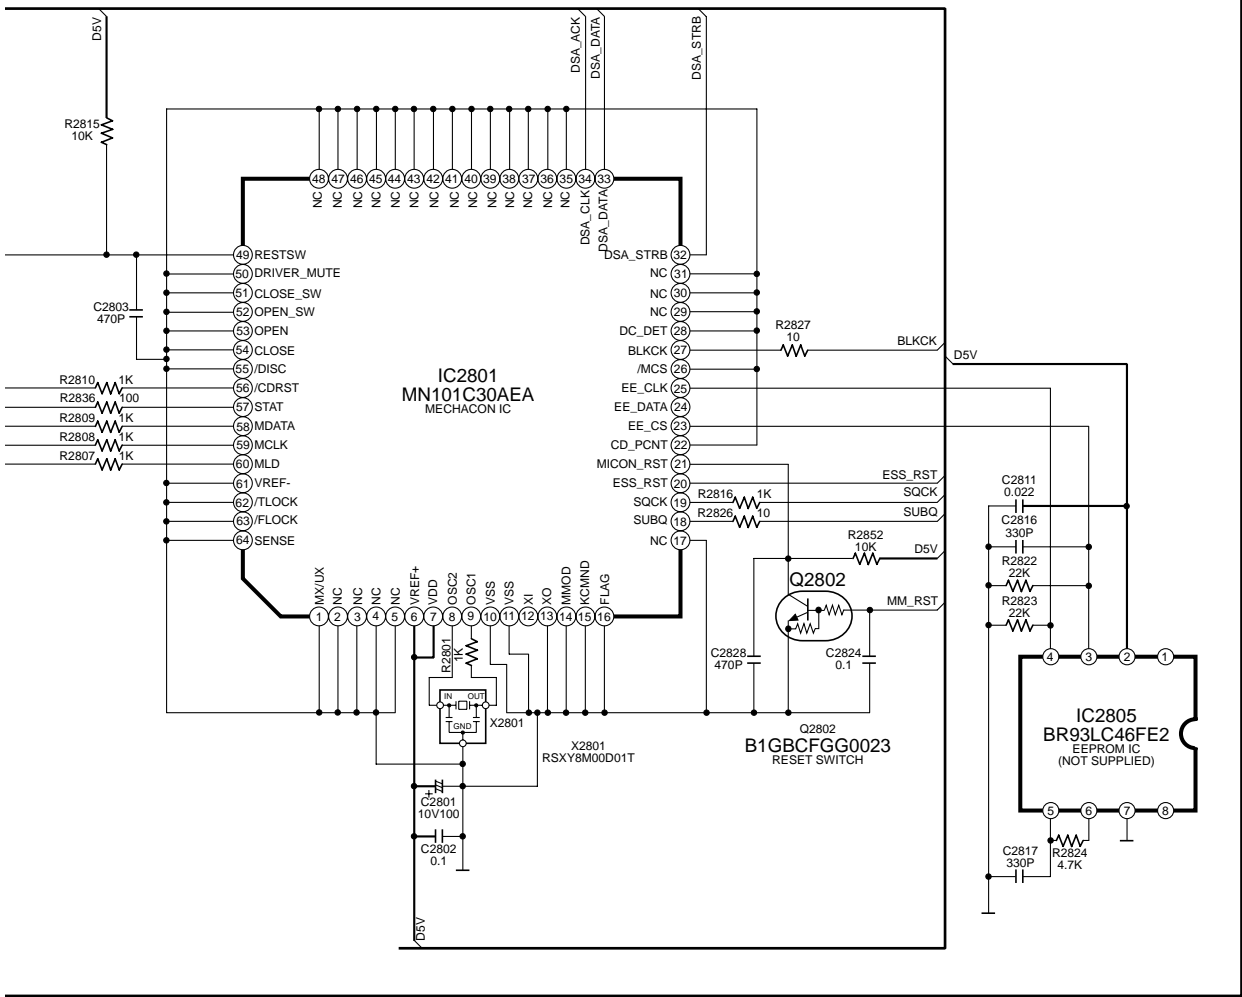 D5V
DSA_ACK
DSA_DATA
DSA_STRB
R2815
10K
48 47 46 45 44 43 42 41 40 39 38 37 36 35 34 33
NC NC NC NC NC NC NC NC NC NC NC NC NC NC DSA_CLK DSA_DATA
49 RESTSW
50 DRIVER_MUTE
51 CLOSE_SW
52 OPEN_SW
53 OPEN
54 CLOSE
55 /DISC
56 /CDRST
57 STAT
58 MDATA
59 MCLK
60 MLD
61 VREF-
62 /TLOCK
63 /FLOCK
64 SENSE
C2803
470P
R2810 1K
R2836 100
R2809 1K
R2808 1K
R2807 1K
IC2801
MN101C30AEA
MECHACON IC
DSA_STRB 32
NC 31
NC 30
NC 29
DC_DET 28
BLKCK 27
/MCS 26
EE_CLK 25
EE_DATA 24
EE_CS 23
CD_PCNT 22
MICON_RST 21
ESS_RST 20
SQCK 19
SUBQ 18
NC 17
R2827
10
BLKCK
D5V
ESS_RST
R2816 1K
SQCK
R2826 10
SUBQ
R2852
10K
D5V
Q2802
MM_RST
C2828
470P
C2824
0.1
MX/UX NC NC NC NC VREF+ VDD OSC2 OSC1 VSS VSS XI XO MMOD XCMND FLAG
1 2 3 4 5 6 7 8 9 10 11 12 13 14 15 16
R2801
1K
IN OUT
GND
X2801
X2801
RSXY8M00D01T
Q2802
B1GBCFGG0023
RESET SWITCH
+
C2801
10V100
C2802
0.1
D5V
C2811
0.022
C2816
330P
R2822
22K
R2823
22K
4 3 2 1
IC2805
BR93LC46FE2
EEPROM IC
(NOT SUPPLIED)
5 6 7 8
C2817
330P
R2824
4.7K